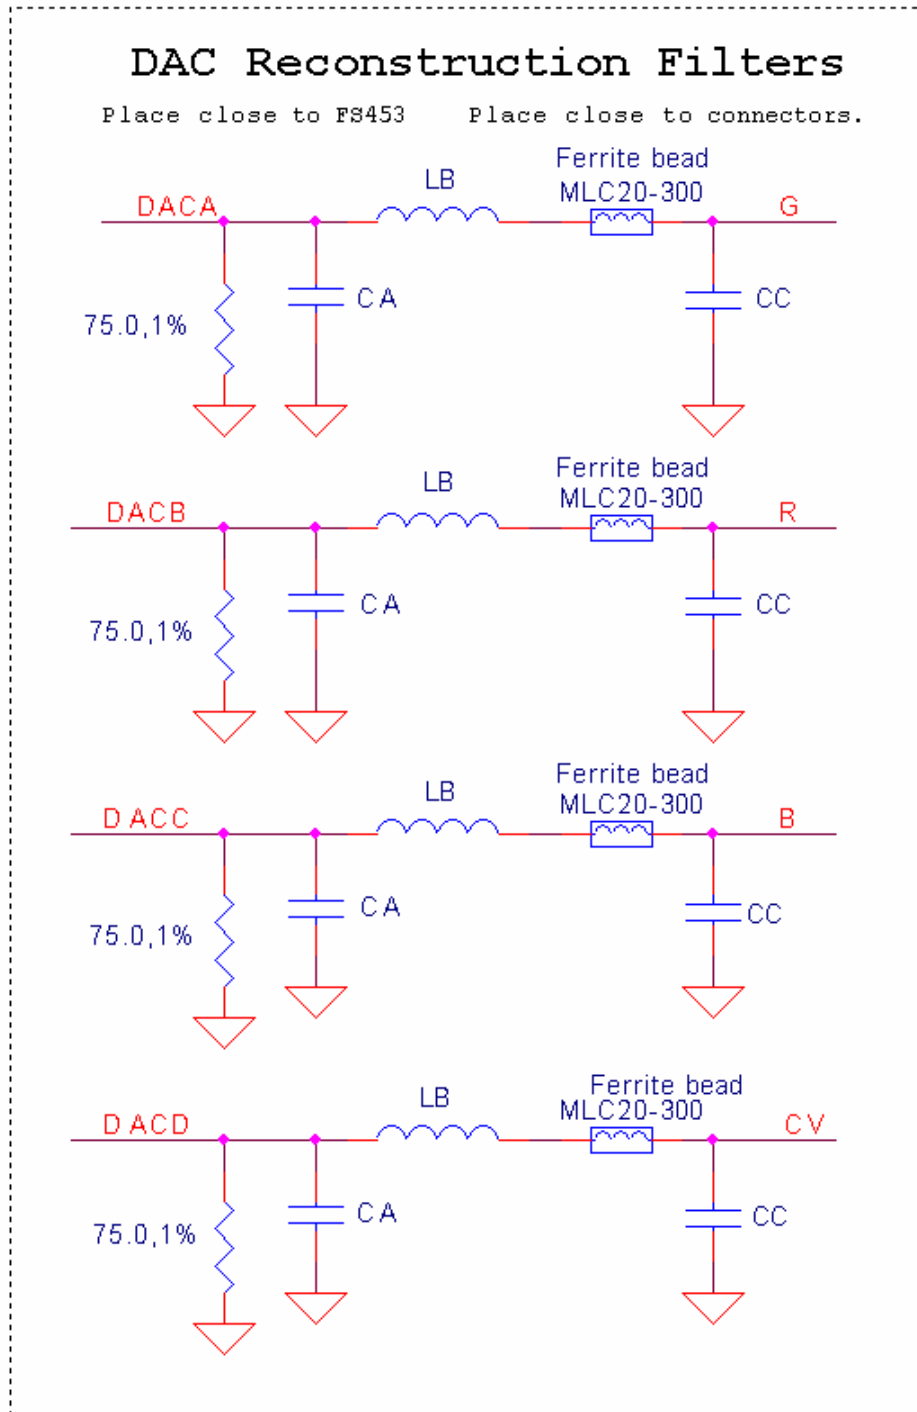 DAC Reconstruction Filters
Place close to FS453 Place close to connectors.
Ferrite bead
MLC20-300
LB
DACA
G
CA
CC
75.0,1%
Ferrite bead
MLC20-300
LB
DACB
R
CA
CC
75.0,1%
Ferrite bead
MLC20-300
LB
DACC
B
CA
CC
75.0,1%
Ferrite bead
MLC20-300
LB
DACD
CV
CA
CC
75.0,1%